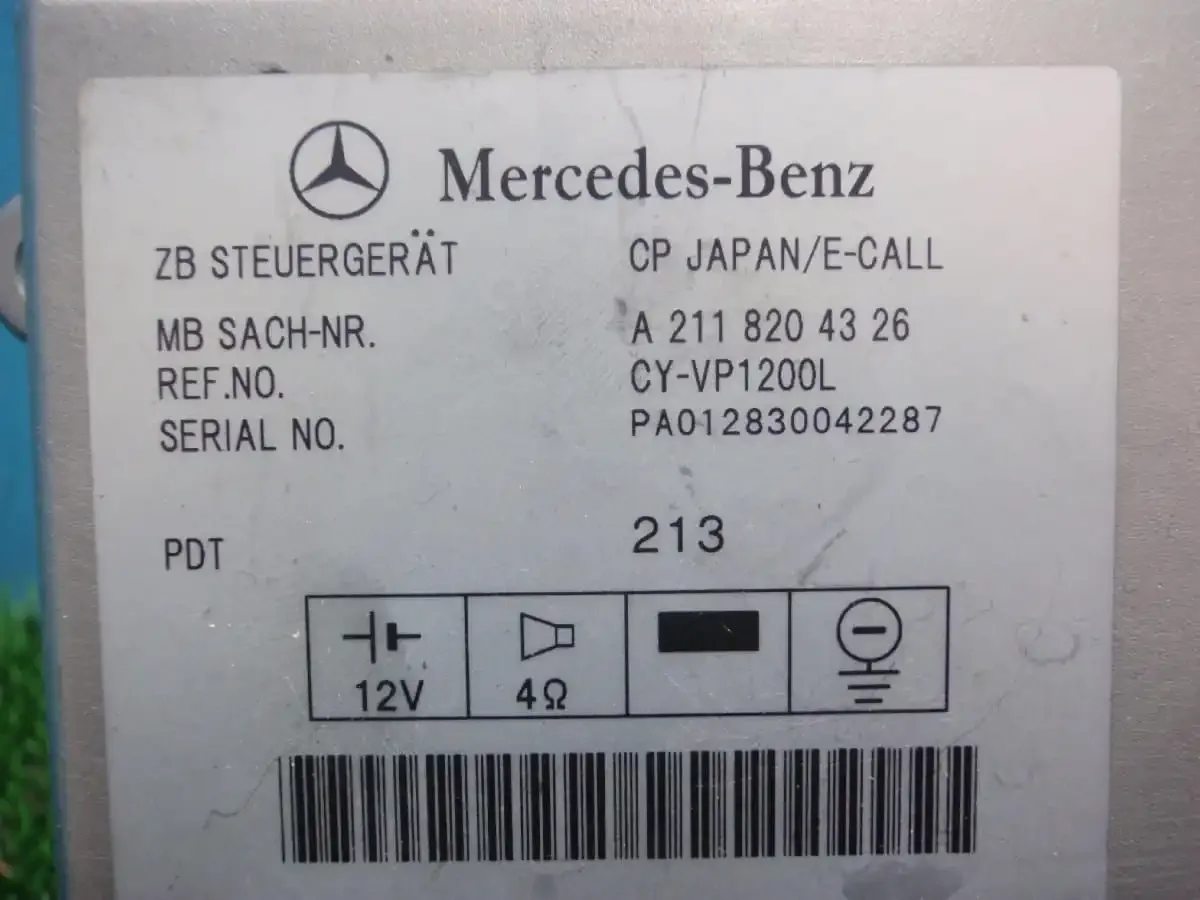 Mercedes-Benz
ZB STEUERGERÄT CP JAPAN/E-CALL
MB SACH-NR. A 211 820 43 26
REF.NO. CY-VP1200L
SERIAL NO. PA012830042287
PDT 213
12V 4Ω